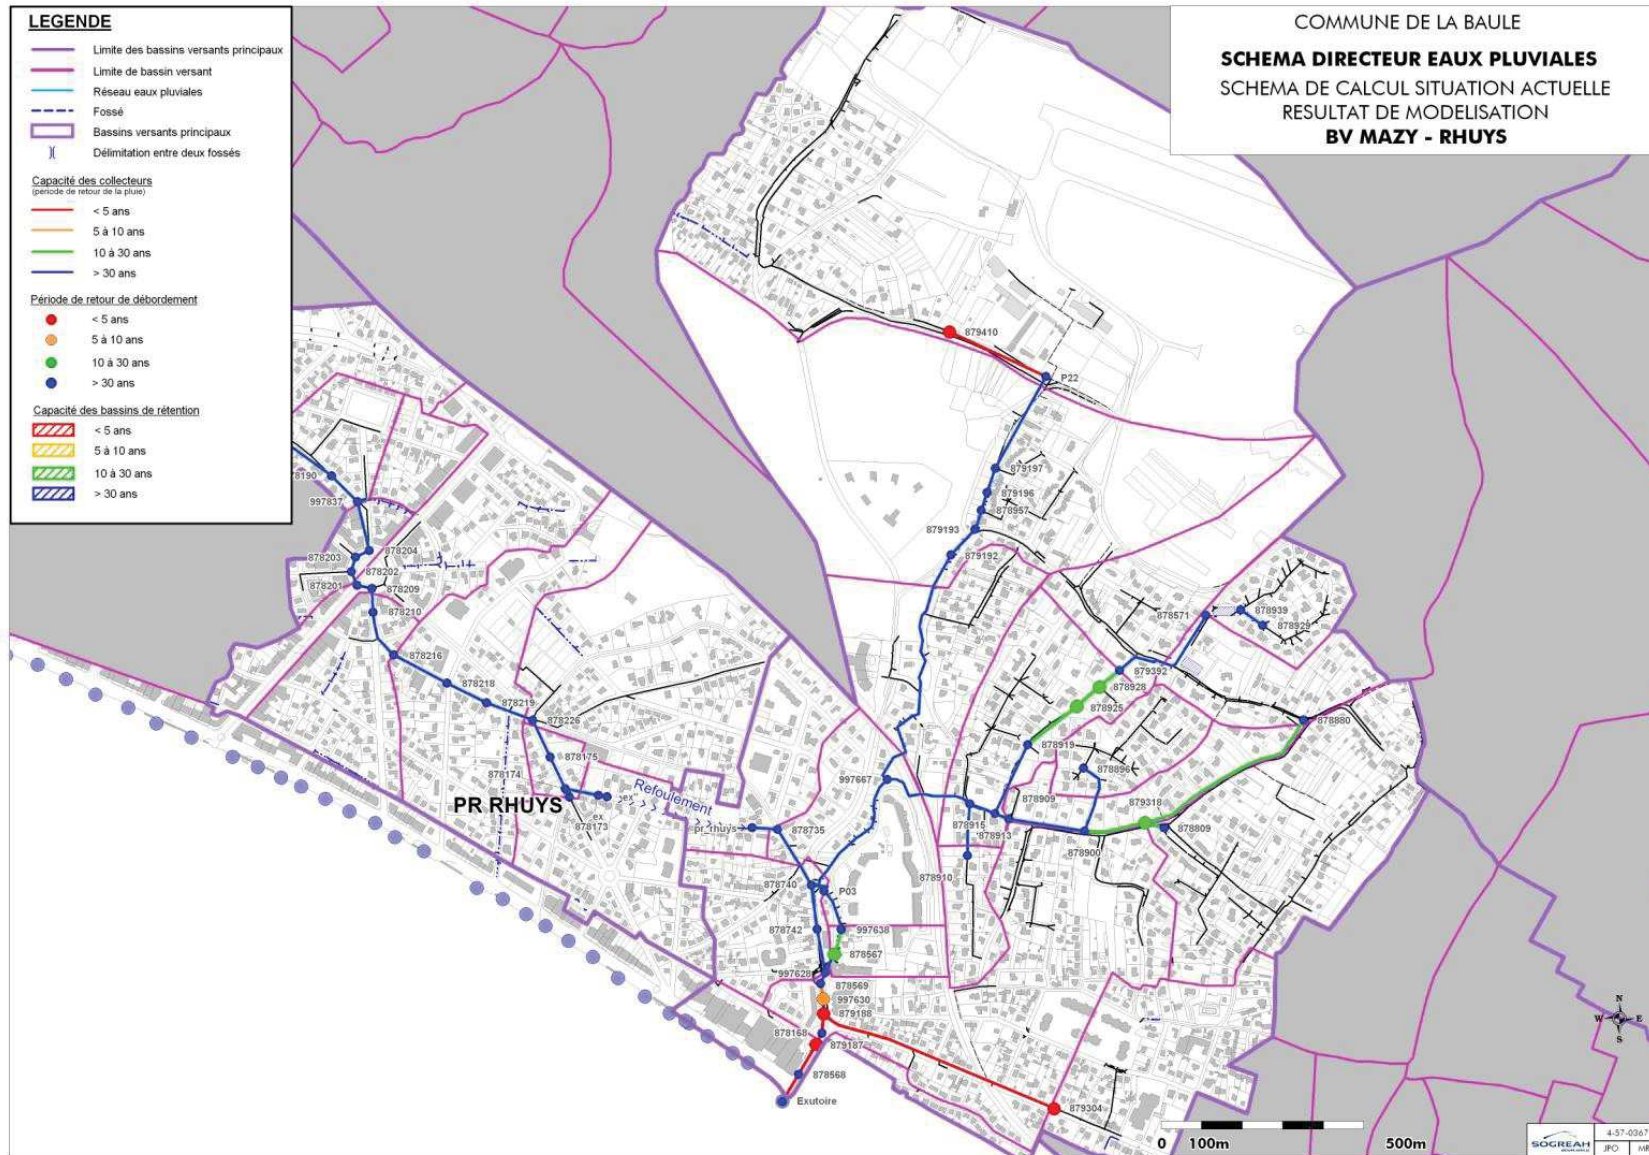 LEGENDE
Limite des bassins versants principaux
Limite de bassin versant
Réseau eaux pluviales
Fossé
Bassins versants principaux
Délimitation entre deux fossés
Capacité des collecteurs
(période de retour de la pluie)
< 5 ans
5 à 10 ans
10 à 30 ans
> 30 ans
Période de retour de débordement
< 5 ans
5 à 10 ans
10 à 30 ans
> 30 ans
Capacité des bassins de rétention
< 5 ans
5 à 10 ans
10 à 30 ans
> 30 ans
COMMUNE DE LA BAULE
SCHEMA DIRECTEUR EAUX PLUVIALES
SCHEMA DE CALCUL SITUATION ACTUELLE
RESULTAT DE MODELISATION
BV MAZY - RHUYS
879410
P22
879197
879196
878957
879193
879192
78190
997837
878204
878203
878202
878201
878209
878210
878216
878218
878219
878226
878175
878174
PR RHUYS
ex
Refoulement
ex
878173
pr_rhuys
878735
878740
P03
878742
997638
878567
997628
878569
997630
879188
878168
879187
878568
Exutoire
879304
997667
878571
878939
878929
879392
878928
878925
878919
878896
878880
879318
878909
878915
878913
878809
878900
878910
N
W E
S
0 100m 500m
SOGREAH
4-57-0367
JPO